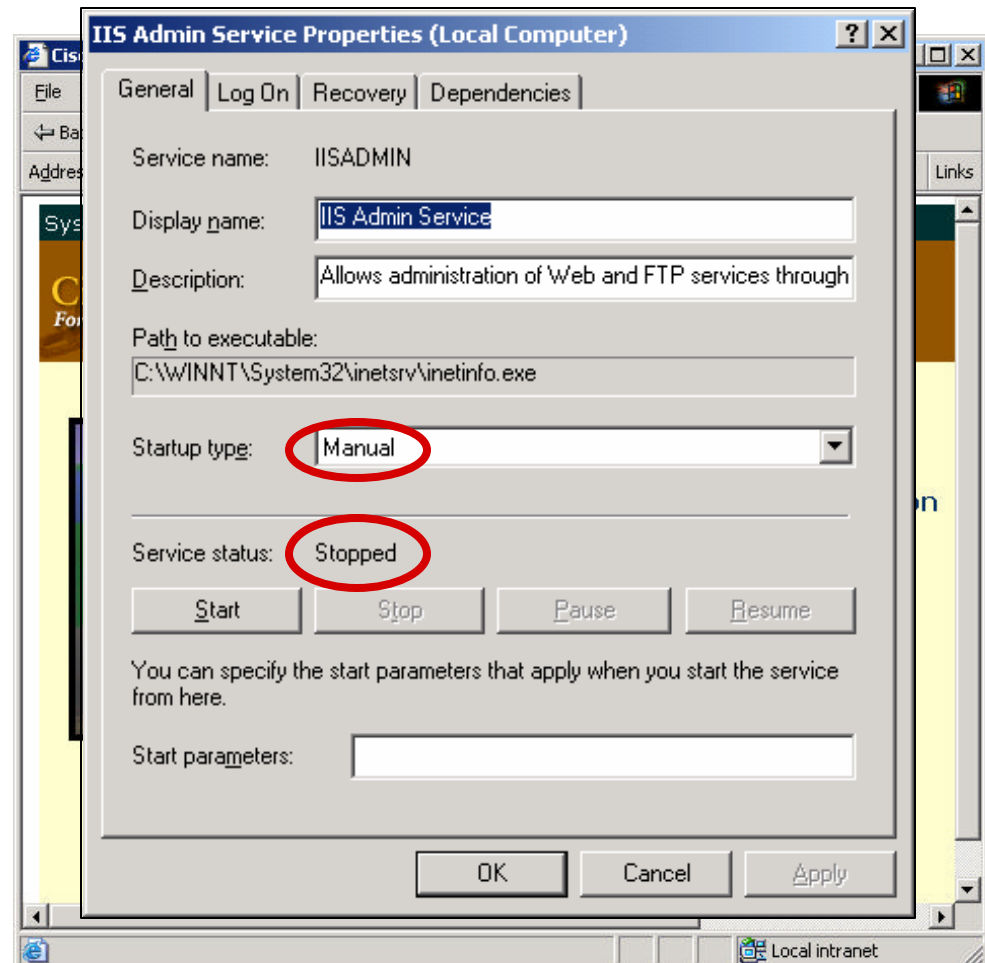 IIS Admin Service Properties (Local Computer)
File
Links
General Log On Recovery Dependencies
Service name: IISADMIN
Display name: IIS Admin Service
Description: Allows administration of Web and FTP services through
Path to executable:
C:\WINNT\System32\inetsrv\inetinfo.exe
Startup type: Manual
Service status: Stopped
Start Stop Pause Resume
You can specify the start parameters that apply when you start the service
from here.
Start parameters:
OK Cancel Apply
Local intranet